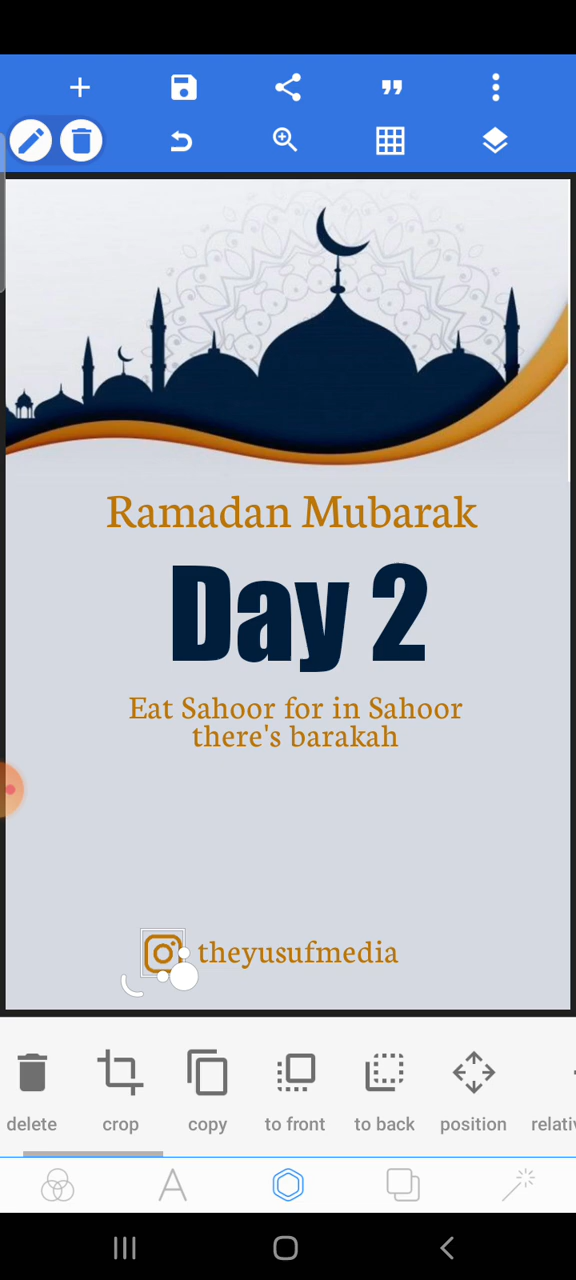 Ramadan Mubarak
Day 2
Eat Sahoor for in Sahoor
there's barakah
theyusufmedia
delete crop copy to front to back position relativ